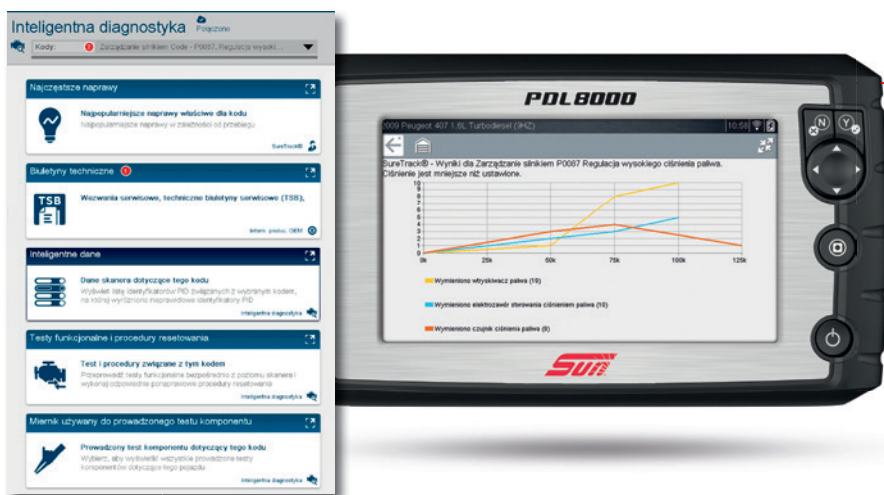 Inteligentna diagnostyka
Połączono
Kody:
Zarządzanie silnikiem Code - P0087, Regulacja wysoki...
Najczęstsze naprawy
Najpopularniejsze naprawy właściwe dla kodu
Najpopularniejsze naprawy w zależności od przebiegu
SureTrack®
Biuletyny techniczne
TSB
Wezwania serwisowe, techniczne biuletyny serwisowe (TSB),
Inform. produc. OEM
Inteligentne dane
Dane skanera dotyczące tego kodu
Wyświetl listę identyfikatorów PID związanych z wybranym kodem,
na której wyróżniono nieprawidłowe identyfikatory PID
Inteligentna diagnostyka
Testy funkcjonalne i procedury resetowania
Test i procedury związane z tym kodem
Przeprowadź testy funkcjonalne bezpośrednio z poziomu skanera i
wykonaj odpowiednie ponaprawowe procedury resetowania
Inteligentna diagnostyka
Miernik używany do prowadzonego testu komponentu
Prowadzony test komponentu dotyczący tego kodu
Wybierz, aby wyświetlić wszystkie prowadzone testy
komponentów dotyczące tego pojazdu
Inteligentna diagnostyka
PDL8000
2009 Peugeot 407 1.6L Turbodiesel (9HZ)
10:58
SureTrack® - Wyniki dla Zarządzanie silnikiem P0087 Regulacja wysokiego ciśnienia paliwa.
Ciśnienie jest mniejsze niż ustawione.
10
9
8
7
6
5
4
3
2
1
0
0k 25k 50k 75k 100k 125k
Wymieniono wtryskiwacz paliwa (19)
Wymieniono elektrozawór sterowania ciśnieniem paliwa (10)
Wymieniono czujnik ciśnienia paliwa (8)
Sun
N
Y